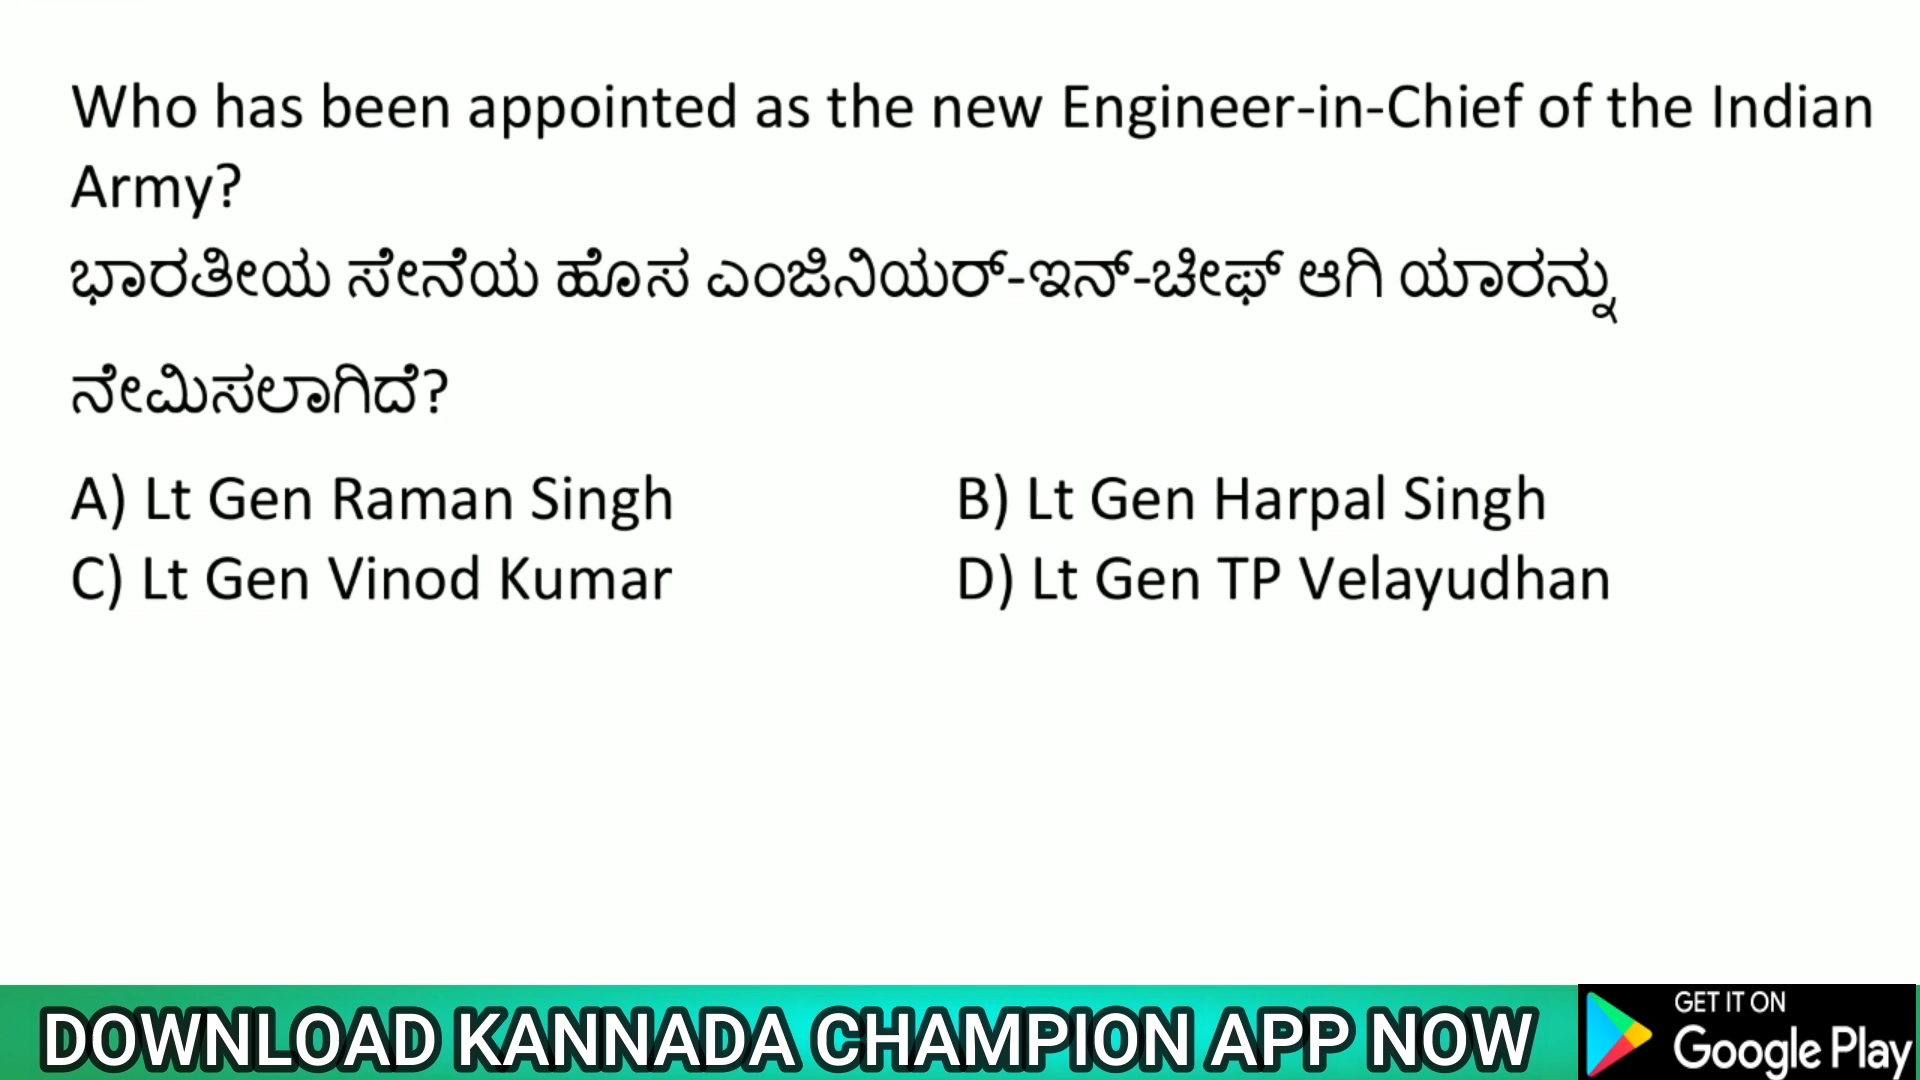 Who has been appointed as the new Engineer-in-Chief of the Indian
Army?
ಭಾರತೀಯ ಸೇನೆಯ ಹೊಸ ಎಂಜಿನಿಯರ್-ಇನ್-ಚೀಫ್ ಆಗಿ ಯಾರನ್ನು
ನೇಮಿಸಲಾಗಿದೆ?
A) Lt Gen Raman Singh B) Lt Gen Harpal Singh
C) Lt Gen Vinod Kumar D) Lt Gen TP Velayudhan
DOWNLOAD KANNADA CHAMPION APP NOW
GET IT ON
Google Play